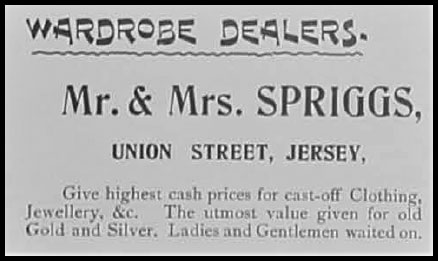 WARDROBE DEALERS.
Mr. & Mrs. SPRIGGS,
UNION STREET, JERSEY,
Give highest cash prices for cast-off Clothing,
Jewellery, &c. The utmost value given for old
Gold and Silver. Ladies and Gentlemen waited on.